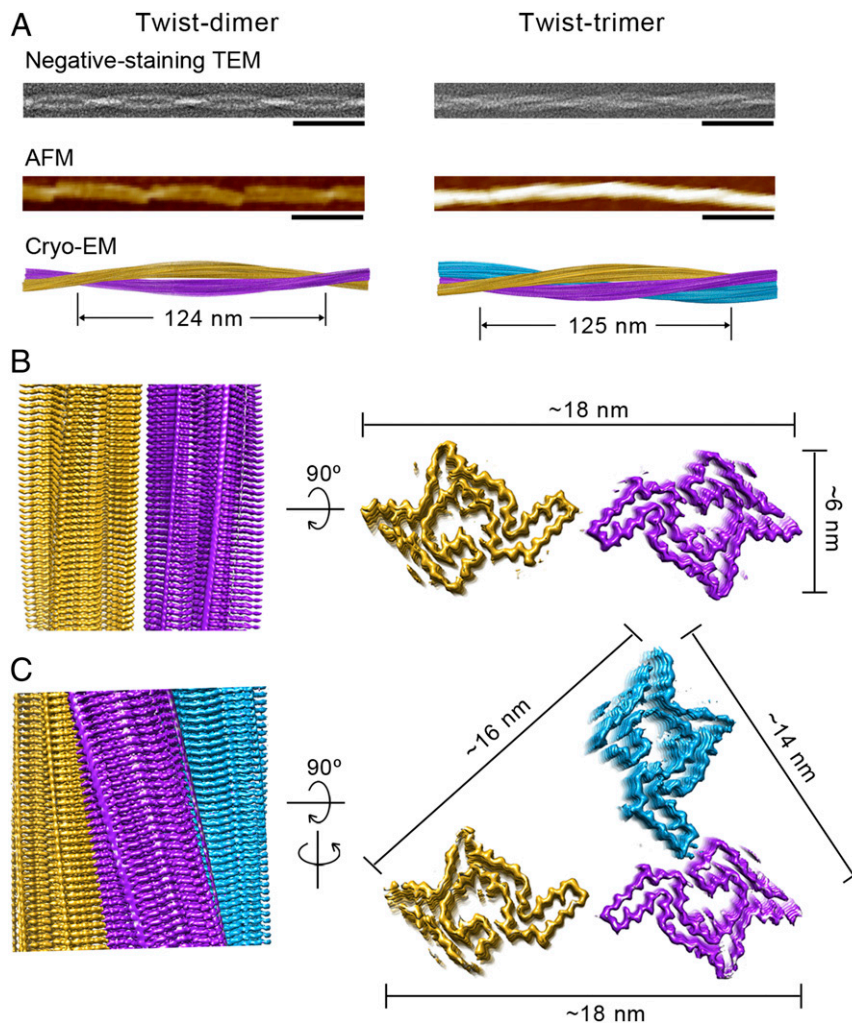 A
Twist-dimer
Twist-trimer
Negative-staining TEM
AFM
Cryo-EM
124 nm
125 nm
B
90º
~18 nm
~6 nm
C
90º
~16 nm
~14 nm
~18 nm